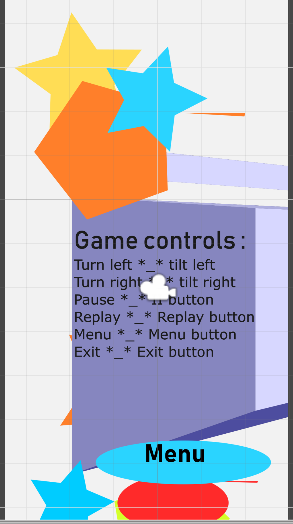 Game controls :
Turn left *_* tilt left
Turn right *_* tilt right
Pause *_* button
Replay *_* Replay button
Menu *_* Menu button
Exit *_* Exit button
Menu